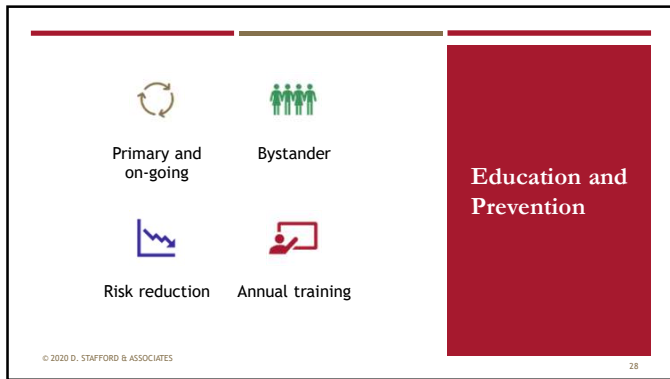 Primary and
on-going
Bystander
Risk reduction
Annual training
Education and
Prevention
© 2020 D. STAFFORD & ASSOCIATES
28